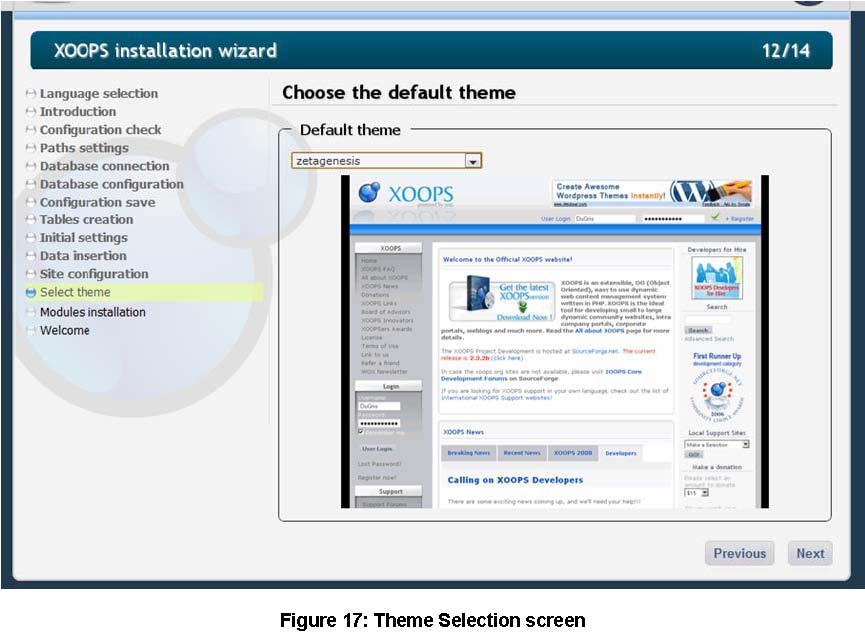 XOOPS installation wizard
12/14
Language selection
Introduction
Configuration check
Paths settings
Database connection
Database configuration
Configuration save
Tables creation
Initial settings
Data insertion
Site configuration
Select theme
Modules installation
Welcome
Choose the default theme
Default theme
zetagenesis
XOOPS
powered by you
Create Awesome
Wordpress Themes Instantly!
User Login
DuGris
+ Register
XOOPS
Home
XOOPS FAQ
All about XOOPS
XOOPS News
Donations
XOOPS Links
Board of Advisors
XOOPS Innovators
XOOPSers Awards
License
Terms of Use
Link to us
Refer a friend
WOX Newsletter
Login
Username
DuGris
Password
Remember me
User Login
Lost Password?
Register now!
Support
Support Forums
Welcome to the Official XOOPS website!
Get the latest
XOOPS version
Download Now !
XOOPS is an extensible, OO (Object
Oriented), easy to use dynamic
web content management system
written in PHP. XOOPS is the ideal
tool for developing small to large
dynamic community websites, intra
company portals, corporate
portals, weblogs and much more. Read the All about XOOPS page for more
details.
The XOOPS Project Development is hosted at SourceForge.net. The current
release is 2.3.2b (click here)
In case the xoops.org sites are not available, please visit XOOPS Core
Development Forums on SourceForge
If you are looking for XOOPS support in your own language, check out the list of
International XOOPS Support websites!
XOOPS News
Breaking News
Recent News
XOOPS 2008
Developers
Calling on XOOPS Developers
There are some exciting news coming up, and we'll need your help!!!
Developers for Hire
XOOPS Developers
for Hire
Search
Search
Advanced Search
First Runner Up
development category
SOURCEFORGE.NET
COMMUNITY CHOICE AWARDS
2006
Local Support Sites
Make a Selection
GO!
Make a donation
Please select an
amount to donate
$15
Previous
Next
Figure 17: Theme Selection screen